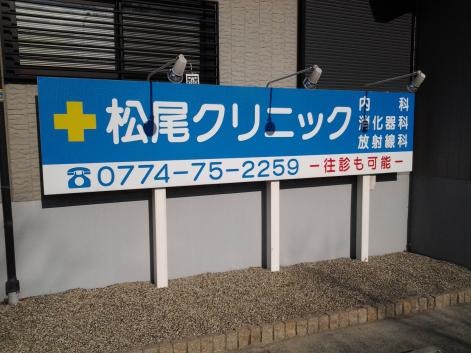 松尾クリニック
内科
消化器科
放射線科
0774-75-2259 ー往診も可能ー